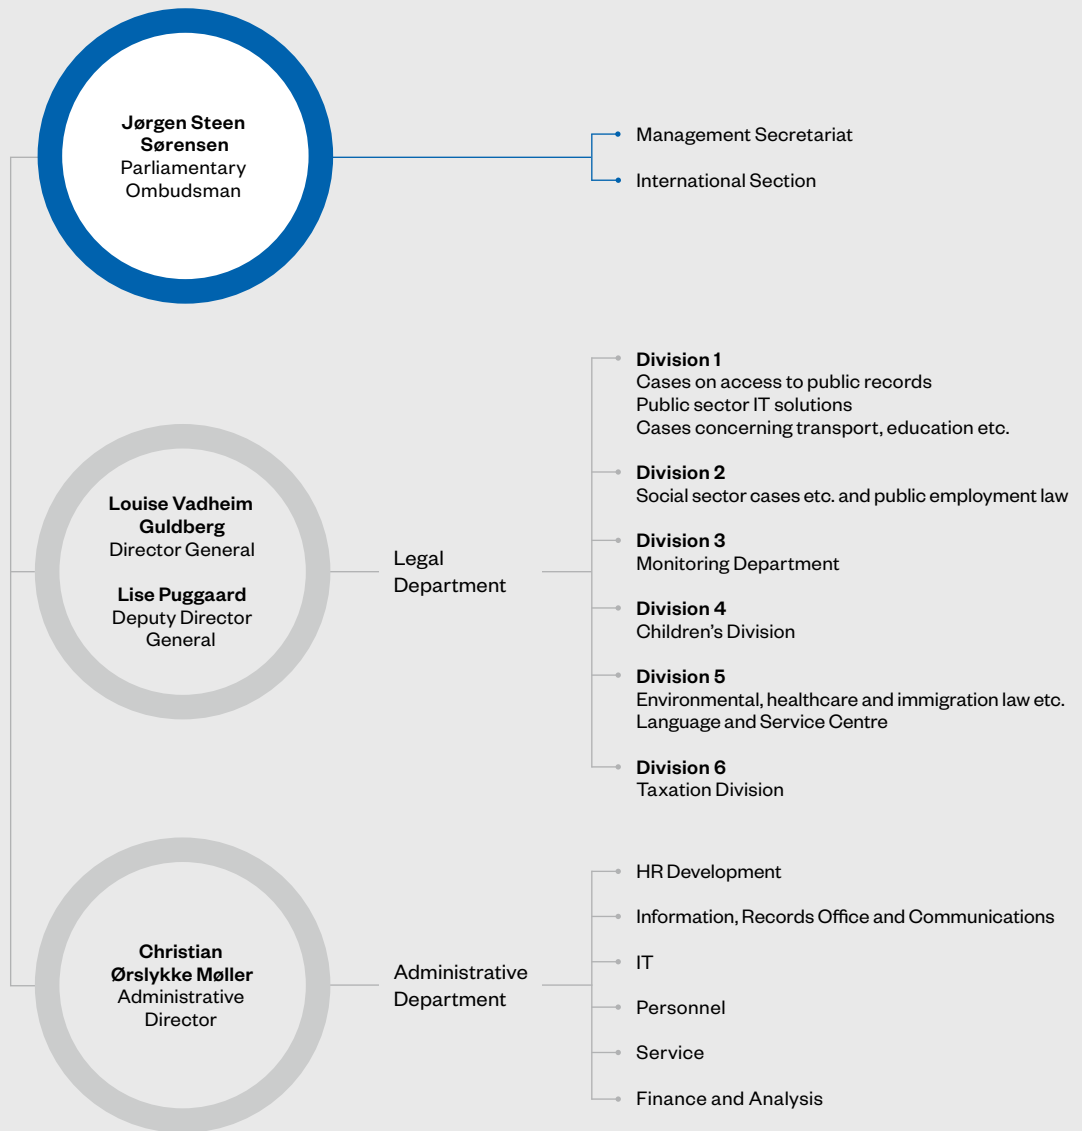 Jørgen Steen
Sørensen
Parliamentary
Ombudsman
Management Secretariat
International Section
Louise Vadheim
Guldberg
Director General
Lise Puggaard
Deputy Director
General
Legal
Department
Division 1
Cases on access to public records
Public sector IT solutions
Cases concerning transport, education etc.
Division 2
Social sector cases etc. and public employment law
Division 3
Monitoring Department
Division 4
Children’s Division
Division 5
Environmental, healthcare and immigration law etc.
Language and Service Centre
Division 6
Taxation Division
Christian
Ørslykke Møller
Administrative
Director
Administrative
Department
HR Development
Information, Records Office and Communications
IT
Personnel
Service
Finance and Analysis